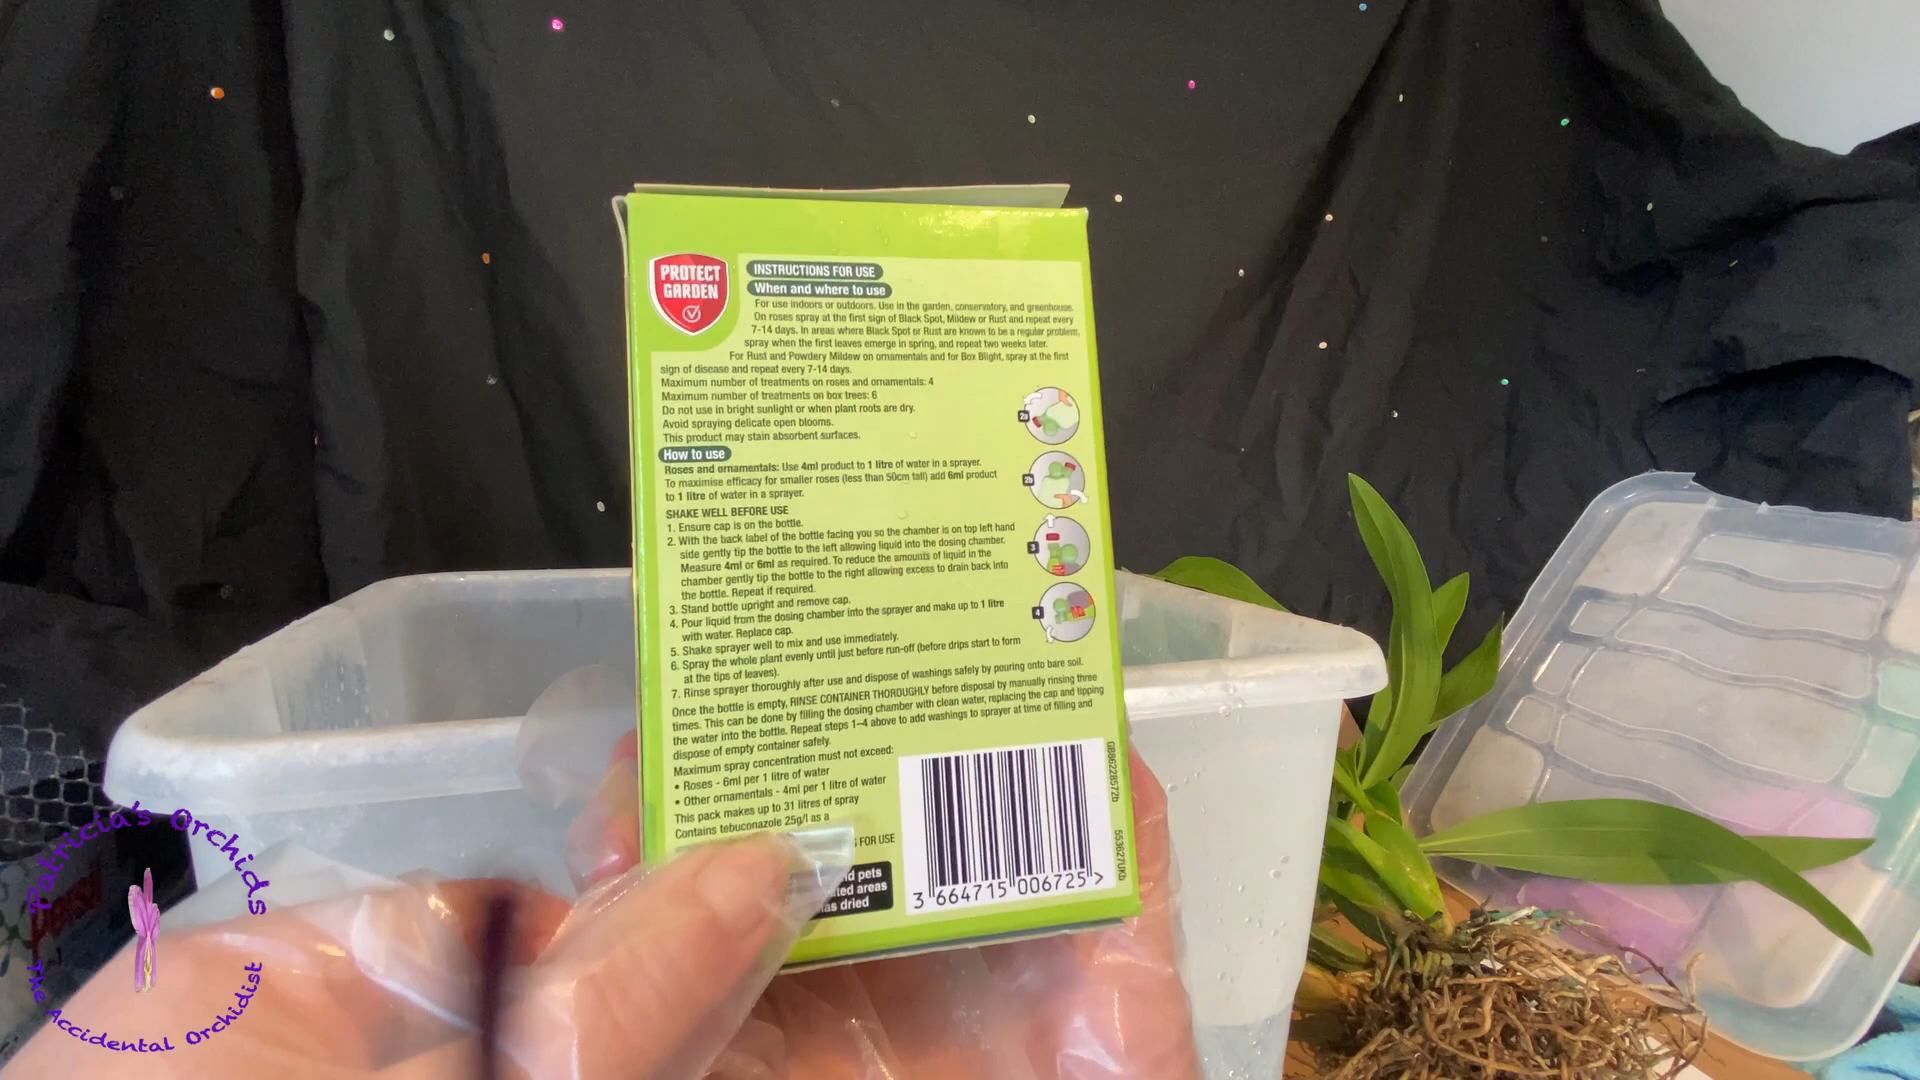 PROTECT
GARDEN
INSTRUCTIONS FOR USE
When and where to use
For use indoors or outdoors. Use in the garden, conservatory, and greenhouse.
On roses spray at the first sign of Black Spot, Mildew or Rust and repeat every
7-14 days. In areas where Black Spot or Rust are known to be a regular problem,
spray when the first leaves emerge in spring, and repeat two weeks later.
For Rust and Powdery Mildew on ornamentals and for Box Blight, spray at the first
sign of disease and repeat every 7-14 days.
Maximum number of treatments on roses and ornamentals: 4
Maximum number of treatments on box trees: 6
Do not use in bright sunlight or when plant roots are dry.
Avoid spraying delicate open blooms.
This product may stain absorbent surfaces.
How to use
Roses and ornamentals: Use 4ml product to 1 litre of water in a sprayer.
To maximise efficacy for smaller roses (less than 50cm tall) add 6ml product
to 1 litre of water in a sprayer.
SHAKE WELL BEFORE USE
1. Ensure cap is on the bottle.
2. With the back label of the bottle facing you so the chamber is on top left hand
side gently tip the bottle to the left allowing liquid into the dosing chamber.
Measure 4ml or 6ml as required. To reduce the amounts of liquid in the
chamber gently tip the bottle to the right allowing excess to drain back into
the bottle. Repeat if required.
3. Stand bottle upright and remove cap.
4. Pour liquid from the dosing chamber into the sprayer and make up to 1 litre
with water. Replace cap.
5. Shake sprayer well to mix and use immediately.
6. Spray the whole plant evenly until just before run-off (before drips start to form
at the tips of leaves).
7. Rinse sprayer thoroughly after use and dispose of washings safely by pouring onto bare soil.
Once the bottle is empty, RINSE CONTAINER THOROUGHLY before disposal by manually rinsing three
times. This can be done by filling the dosing chamber with clean water, replacing the cap and tipping
the water into the bottle. Repeat steps 1-4 above to add washings to sprayer at time of filling and
dispose of empty container safely.
Maximum spray concentration must not exceed:
• Roses - 6ml per 1 litre of water
• Other ornamentals - 4ml per 1 litre of water
This pack makes up to 31 litres of spray
Contains tebuconazole 25g/l as a
FOR USE
pets
areas
dried
2a
2b
3
4
3 664715 006725 >
GB86228572b
553627UKb
Patricia's Orchids
The Accidental Orchidist